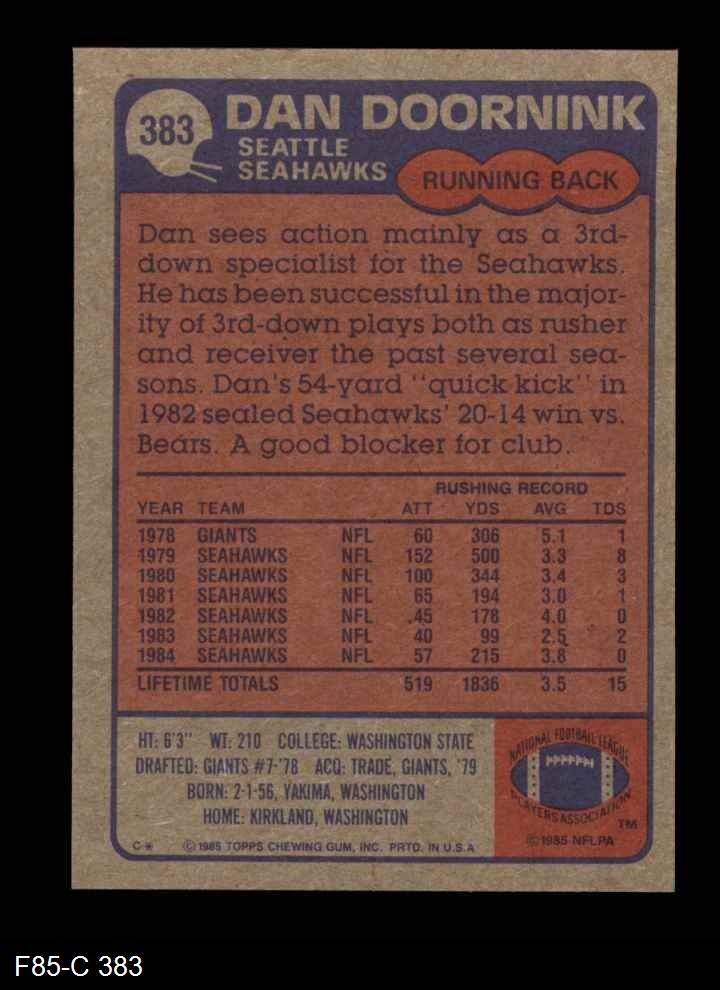 383
DAN DOORNINK
SEATTLE
SEAHAWKS
RUNNING BACK
Dan sees action mainly as a 3rd-
down specialist for the Seahawks.
He has been successful in the major-
ity of 3rd-down plays both as rusher
and receiver the past several sea-
sons. Dan's 54-yard "quick kick" in
1982 sealed Seahawks' 20-14 win vs.
Bears. A good blocker for club.
RUSHING RECORD
YEAR TEAM ATT YDS AVG TDS
1978 GIANTS NFL 60 306 5.1 1
1979 SEAHAWKS NFL 152 500 3.3 8
1980 SEAHAWKS NFL 100 344 3.4 3
1981 SEAHAWKS NFL 65 194 3.0 1
1982 SEAHAWKS NFL 45 178 4.0 0
1983 SEAHAWKS NFL 40 99 2.5 2
1984 SEAHAWKS NFL 57 215 3.8 0
LIFETIME TOTALS 519 1836 3.5 15
HT: 6'3" WT: 210 COLLEGE: WASHINGTON STATE
DRAFTED: GIANTS #7-'78 ACQ: TRADE, GIANTS, '79
BORN: 2-1-56, YAKIMA, WASHINGTON
HOME: KIRKLAND, WASHINGTON
C* © 1985 TOPPS CHEWING GUM, INC. PRTD. IN U.S.A
NATIONAL FOOTBALL LEAGUE
PLAYERS ASSOCIATION
TM
© 1985 NFLPA
F85-C 383